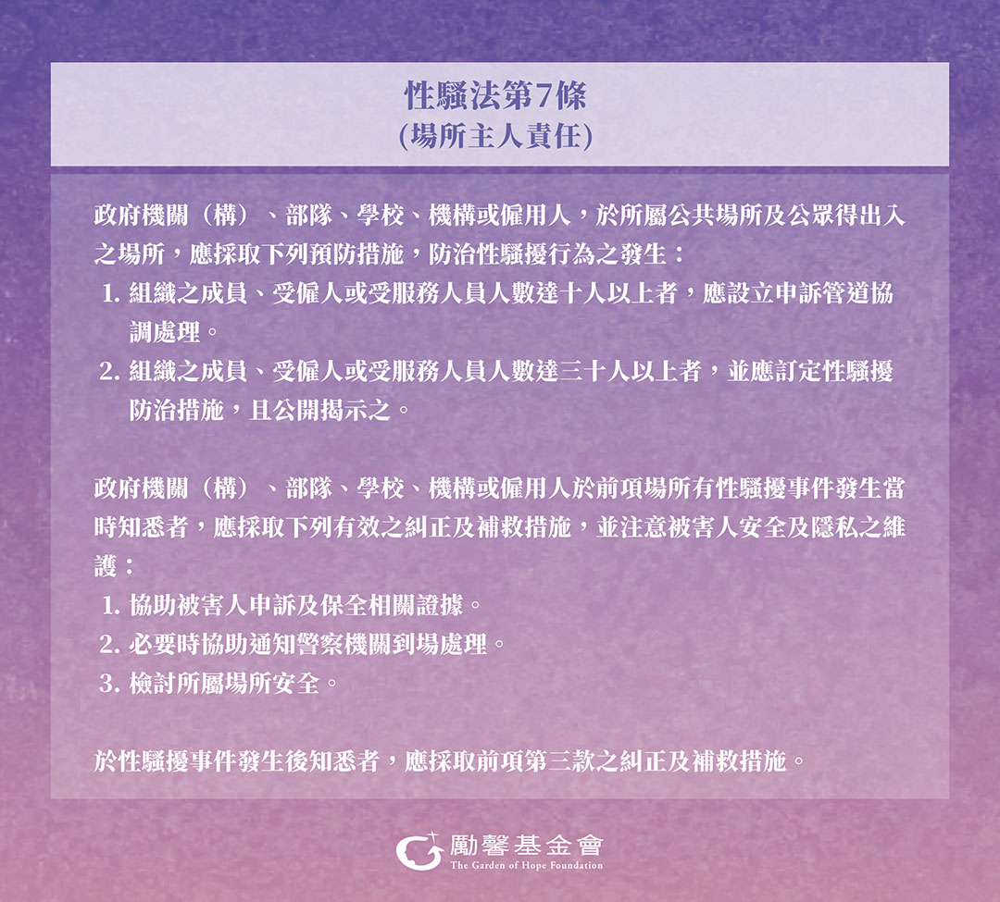 性騷法第7條
(場所主人責任)
政府機關（構）、部隊、學校、機構或僱用人，於所屬公共場所及公眾得出入
之場所，應採取下列預防措施，防治性騷擾行為之發生：
1. 組織之成員、受僱人或受服務人員人數達十人以上者，應設立申訴管道協
調處理。
2. 組織之成員、受僱人或受服務人員人數達三十人以上者，並應訂定性騷擾
防治措施，且公開揭示之。
政府機關（構）、部隊、學校、機構或僱用人於前項場所有性騷擾事件發生當
時知悉者，應採取下列有效之糾正及補救措施，並注意被害人安全及隱私之維
護：
1. 協助被害人申訴及保全相關證據。
2. 必要時協助通知警察機關到場處理。
3. 檢討所屬場所安全。
於性騷擾事件發生後知悉者，應採取前項第三款之糾正及補救措施。
勵馨基金會
The Garden of Hope Foundation